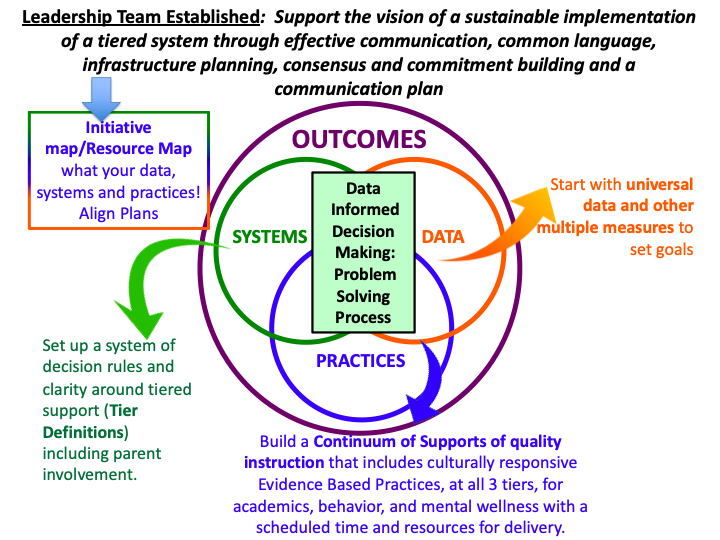 Leadership Team Established:  Support the vision of a sustainable implementation
of a tiered system through effective communication, common language,
infrastructure planning, consensus and commitment building and a
communication plan
Initiative
map/Resource Map
what your data,
systems and practices!
Align Plans
OUTCOMES
SYSTEMS
Data
Informed
Decision
Making:
Problem
Solving
Process
DATA
PRACTICES
Start with universal
data and other
multiple measures to
set goals
Set up a system of
decision rules and
clarity around tiered
support (Tier
Definitions)
including parent
involvement.
Build a Continuum of Supports of quality
instruction that includes culturally responsive
Evidence Based Practices, at all 3 tiers, for
academics, behavior, and mental wellness with a
scheduled time and resources for delivery.